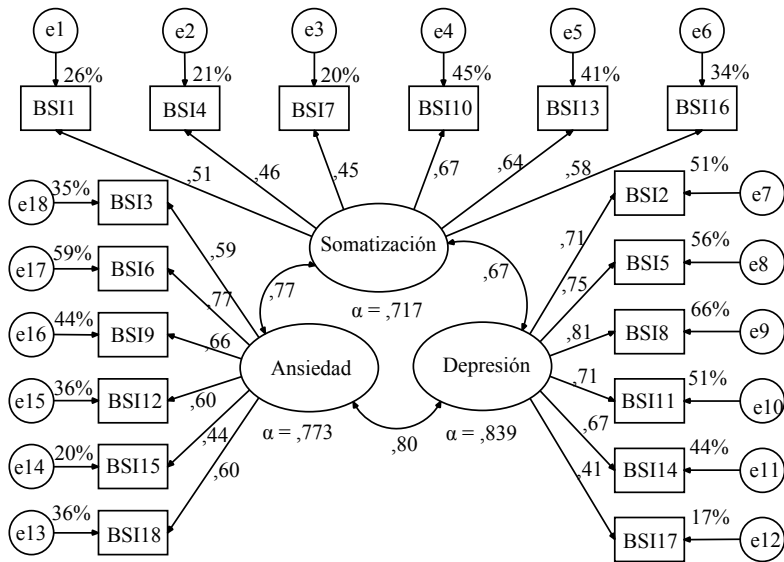 e1 e2 e3 e4 e5 e6
26% 21% 20% 45% 41% 34%
BSI1 BSI4 BSI7 BSI10 BSI13 BSI16
,51 ,46 ,45 ,67 ,64 ,58
e18 35% BSI3 ,59
e17 59% BSI6 ,77
e16 44% BSI9 ,66
e15 36% BSI12 ,60
e14 20% BSI15 ,44
e13 36% BSI18 ,60
Somatización
α = ,717
,77
,67
Ansiedad
α = ,773
,80
Depresión
α = ,839
,71 BSI2 51% e7
,75 BSI5 56% e8
,81 BSI8 66% e9
,71 BSI11 51% e10
,67 BSI14 44% e11
,41 BSI17 17% e12